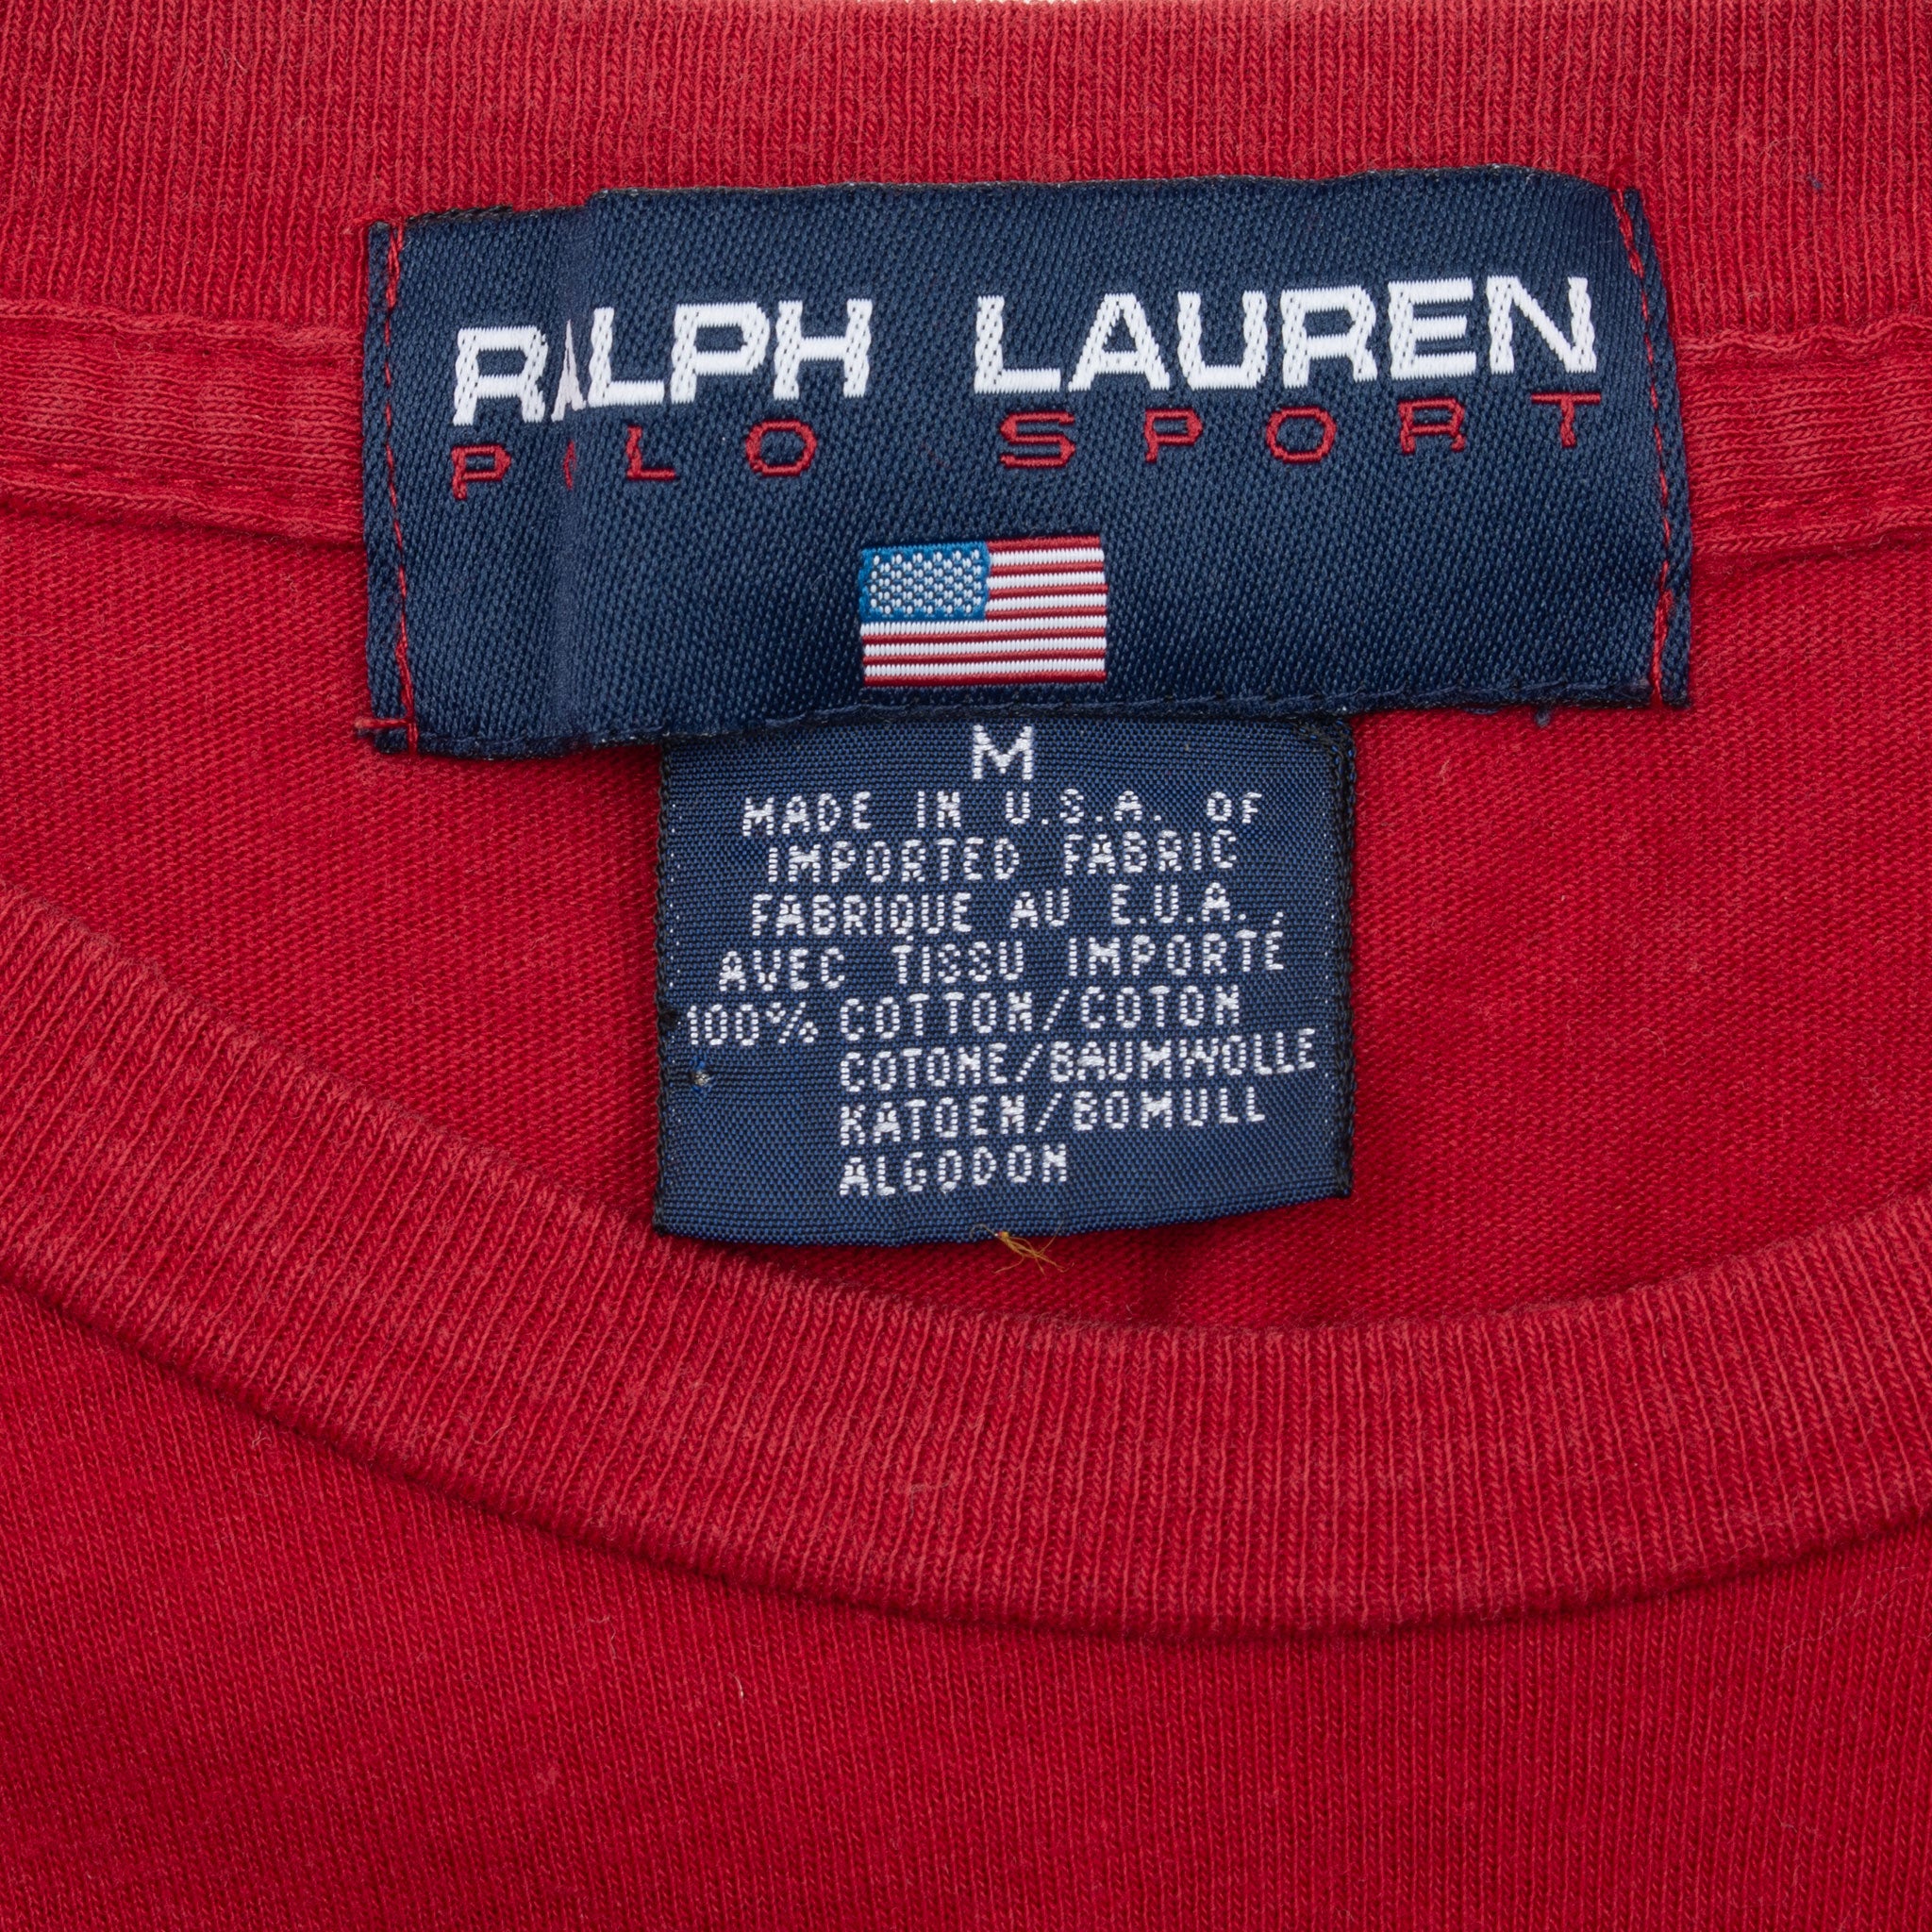 RALPH LAUREN
POLO SPORT
M
MADE IN U.S.A. OF
IMPORTED FABRIC
FABRIQUE AU E.U.A.
AVEC TISSU IMPORTÉ
100% COTTON/COTON
COTONE/BAUMWOLLE
KATOEN/BOMULL
ALGODON